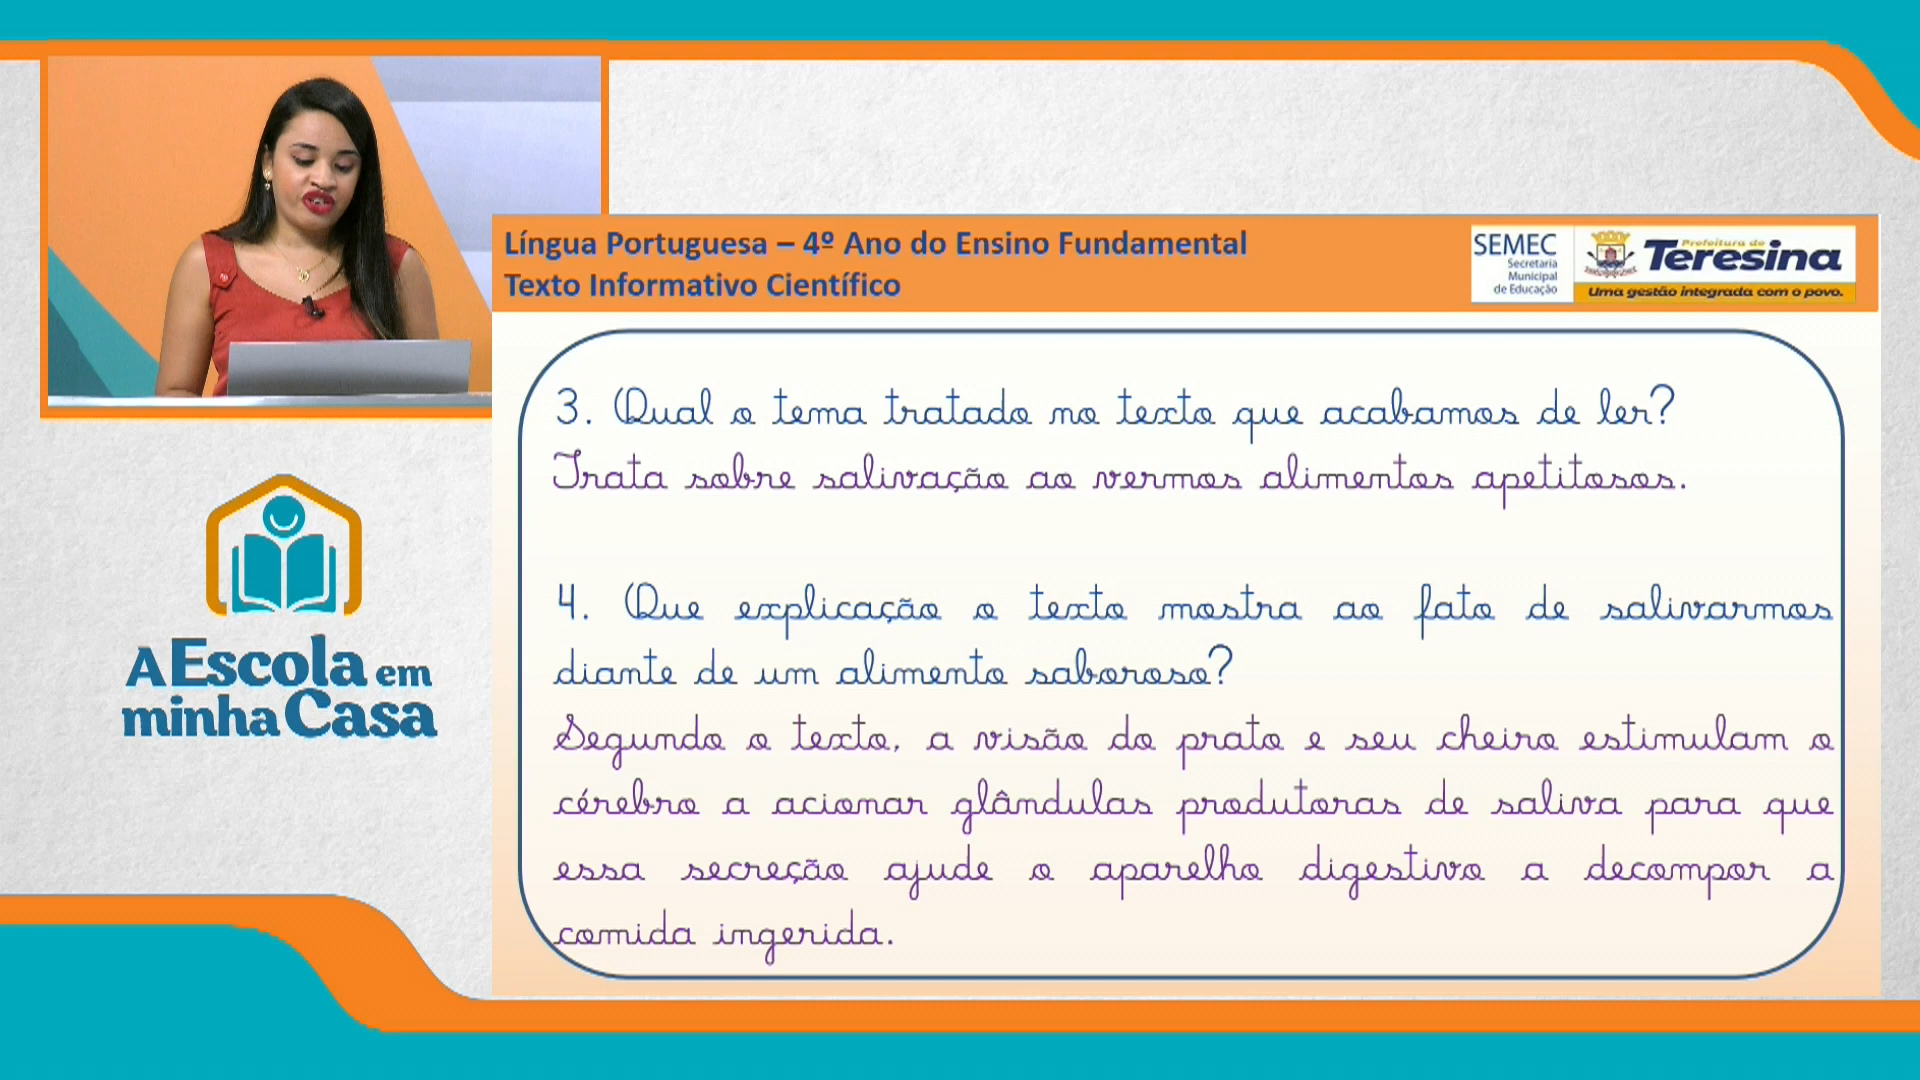 Língua Portuguesa – 4º Ano do Ensino Fundamental
Texto Informativo Científico
SEMEC
Secretaria
Municipal
de Educação
Prefeitura de
Teresina
Uma gestão integrada com o povo.
3. Qual o tema tratado no texto que acabamos de ler?
Trata sobre salivação ao vermos alimentos apetitosos.
4. Que explicação o texto mostra ao fato de salivarmos
diante de um alimento saboroso?
Segundo o texto, a visão do prato e seu cheiro estimulam o
cérebro a acionar glândulas produtoras de saliva para que
essa secreção ajude o aparelho digestivo a decompor a
comida ingerida.
A Escola em
minha Casa